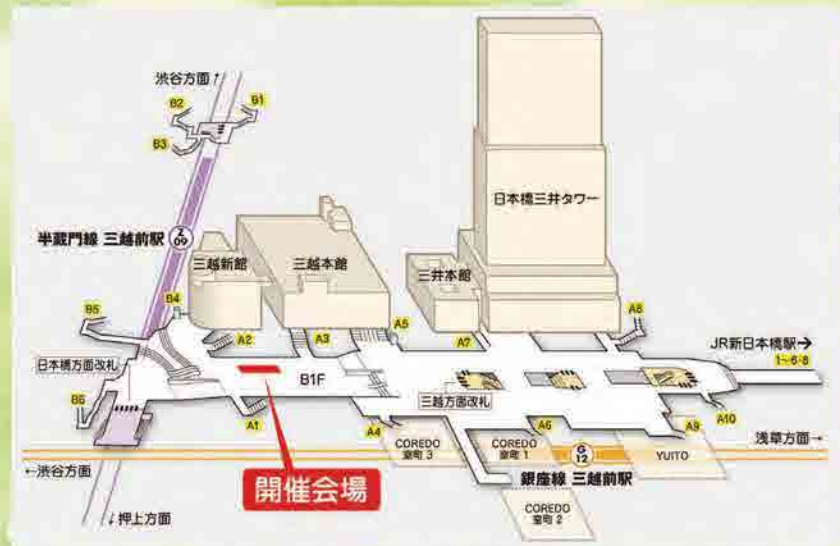 渋谷方面↑
B2
B1
B3
日本橋三井タワー
半蔵門線 三越前駅
Z
09
三越新館
三越本館
三井本館
B4
B5
A2
A3
A5
A7
A8
JR新日本橋駅→
1~6・8
日本橋方面改札
B1F
三越方面改札
B6
A1
A4
A6
A9
A10
浅草方面→
COREDO
室町 3
COREDO
室町 1
G
12
YUITO
←渋谷方面
開催会場
銀座線 三越前駅
COREDO
室町 2
↓押上方面